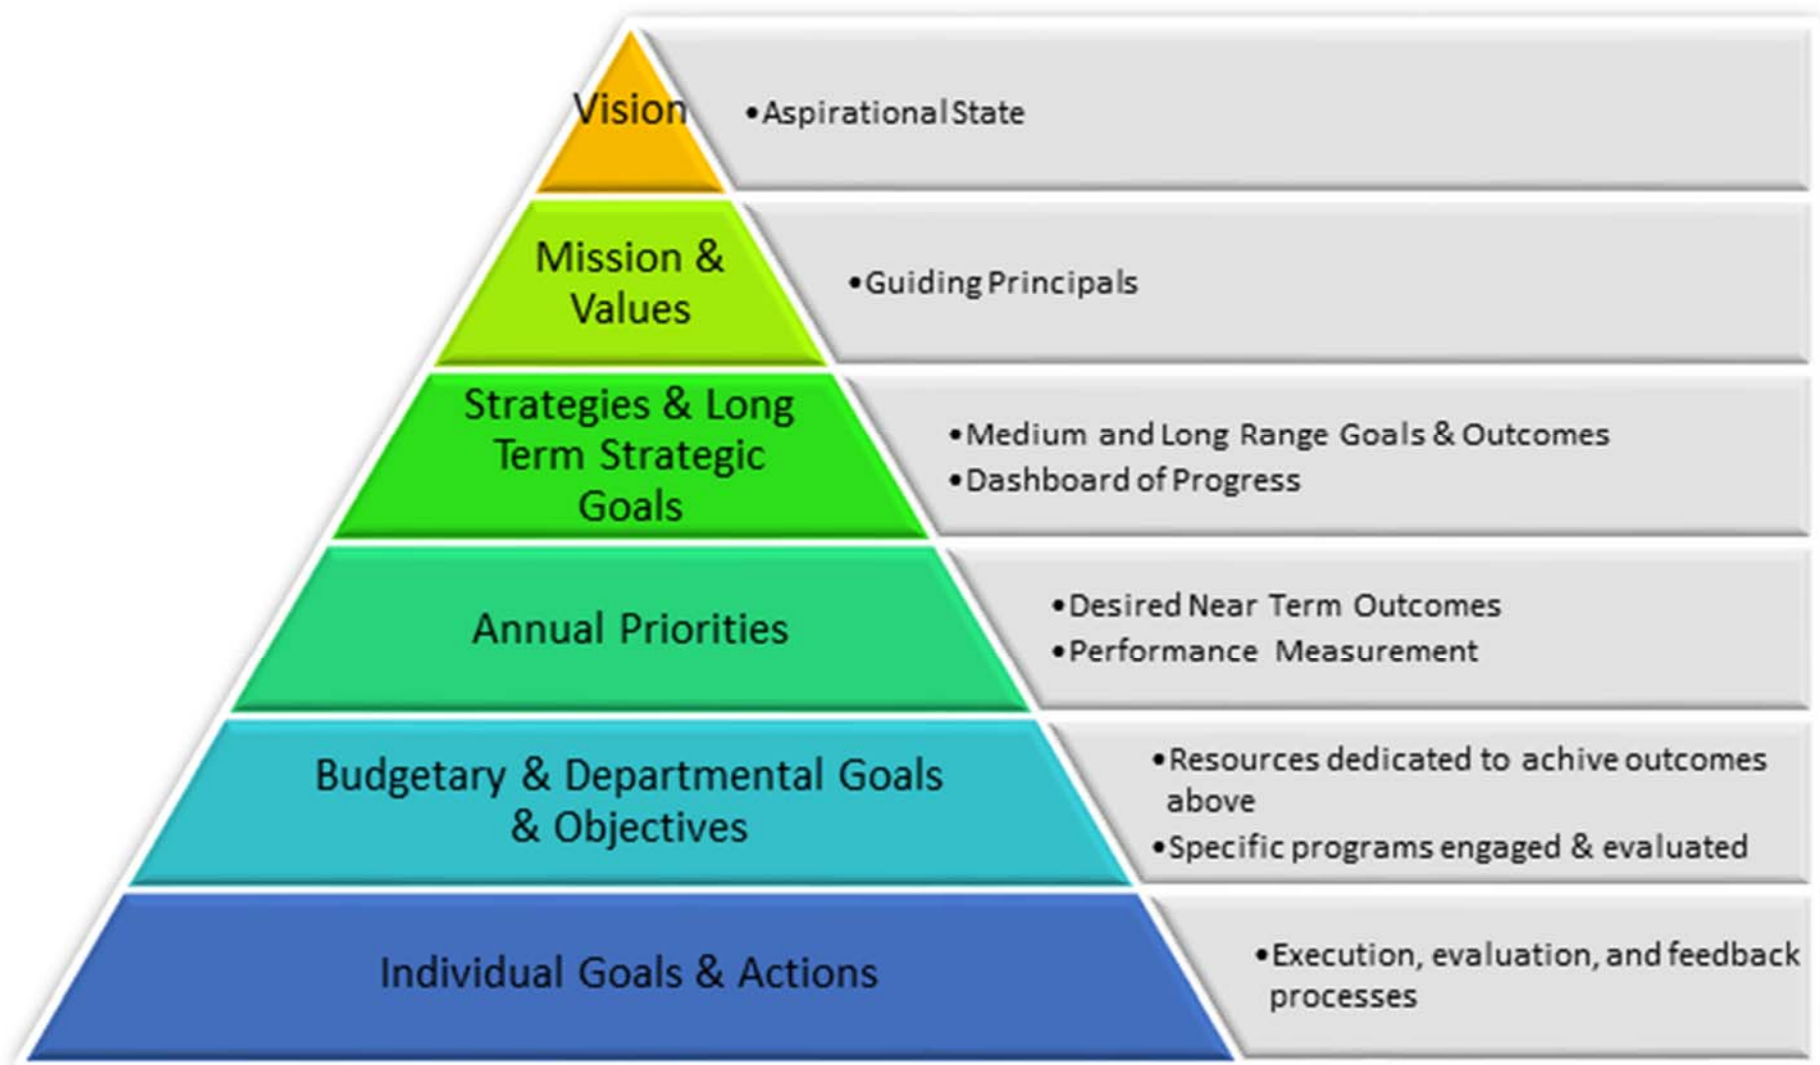 Vision
•Aspirational State
Mission &
Values
•Guiding Principals
Strategies & Long
Term Strategic
Goals
•Medium and Long Range Goals & Outcomes
•Dashboard of Progress
Annual Priorities
•Desired Near Term Outcomes
•Performance Measurement
Budgetary & Departmental Goals
& Objectives
•Resources dedicated to achive outcomes
above
•Specific programs engaged & evaluated
Individual Goals & Actions
•Execution, evaluation, and feedback
processes